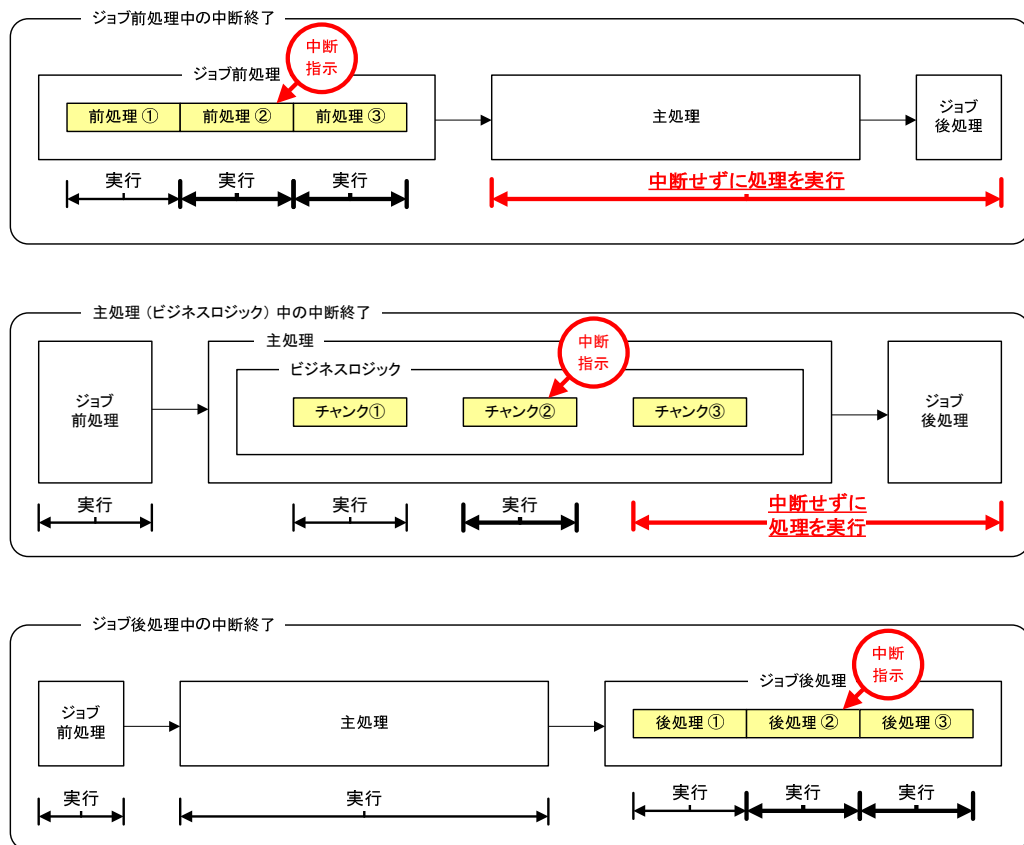 ジョブ前処理中の中断終了
中断
指示
ジョブ前処理
前処理① 前処理② 前処理③
主処理
ジョブ
後処理
実行 実行 実行
中断せずに処理を実行
主処理（ビジネスロジック）中の中断終了
主処理
中断
指示
ビジネスロジック
ジョブ
前処理
チャンク① チャンク② チャンク③
ジョブ
後処理
実行 実行 実行
中断せずに
処理を実行
ジョブ後処理中の中断終了
中断
指示
ジョブ後処理
ジョブ
前処理
主処理
後処理① 後処理② 後処理③
実行 実行 実行 実行 実行